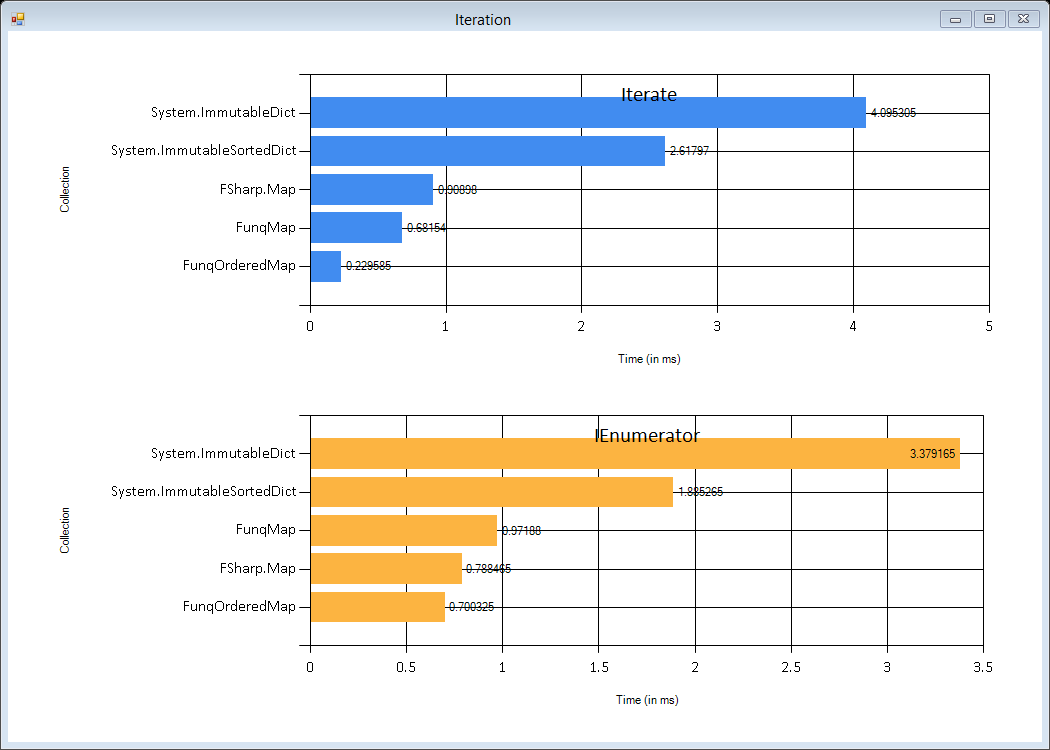 Iteration
Iterate
System.ImmutableDict
4.095305
System.ImmutableSortedDict
2.61797
FSharp.Map
0.90898
FunqMap
0.68154
FunqOrderedMap
0.229585
Collection
0 1 2 3 4 5
Time (in ms)
IEnumerator
System.ImmutableDict
3.379165
System.ImmutableSortedDict
1.885265
FunqMap
0.97188
FSharp.Map
0.788465
FunqOrderedMap
0.700325
Collection
0 0.5 1 1.5 2 2.5 3 3.5
Time (in ms)